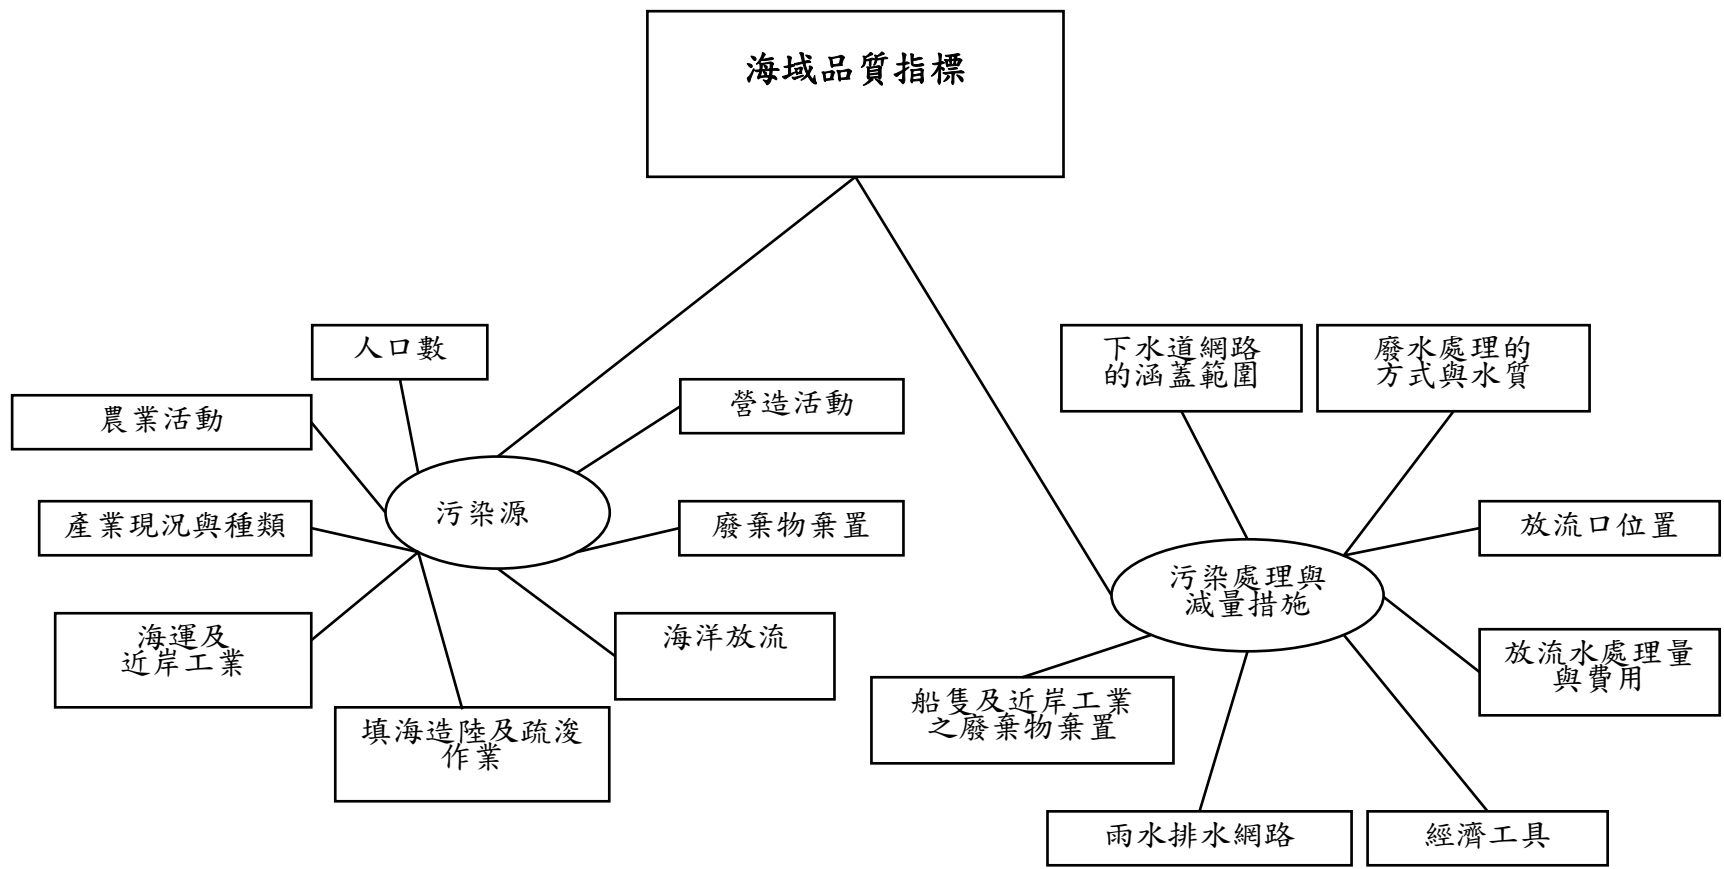 海域品質指標
人口數
農業活動
營造活動
污染源
產業現況與種類
廢棄物棄置
海運及
近岸工業
海洋放流
填海造陸及疏浚
作業
下水道網路
的涵蓋範圍
廢水處理的
方式與水質
放流口位置
污染處理與
減量措施
放流水處理量
與費用
船隻及近岸工業
之廢棄物棄置
雨水排水網路
經濟工具